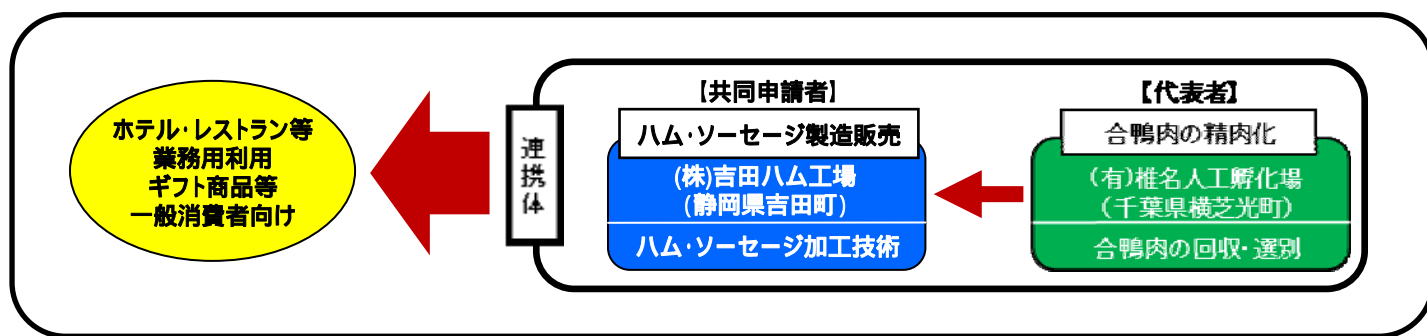 ホテル・レストラン等
業務用利用
ギフト商品等
一般消費者向け
連携体
【共同申請者】
ハム・ソーセージ製造販売
(株)吉田ハム工場
(静岡県吉田町)
ハム・ソーセージ加工技術
【代表者】
合鴨肉の精肉化
(有)椎名人工孵化場
(千葉県横芝光町)
合鴨肉の回収・選別